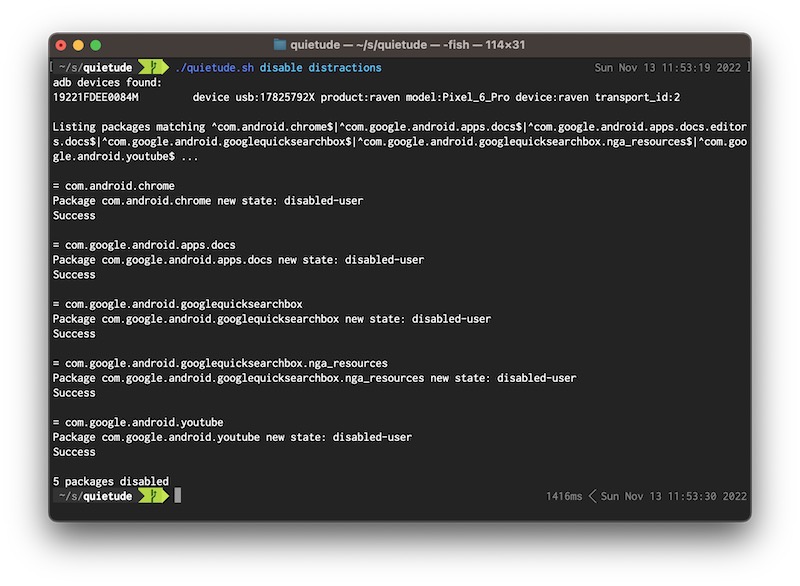 quietude — ~/s/quietude — -fish — 114×31
[ ~/s/quietude ./quietude.sh disable distractions Sun Nov 13 11:53:19 2022 ]
adb devices found:
19221FDEE0084M device usb:17825792X product:raven model:Pixel_6_Pro device:raven transport_id:2
Listing packages matching ^com.android.chrome$|^com.google.android.apps.docs$|^com.google.android.apps.docs.editor
s.docs$|^com.google.android.googlequicksearchbox$|^com.google.android.googlequicksearchbox.nga_resources$|^com.goo
gle.android.youtube$ ...
= com.android.chrome
Package com.android.chrome new state: disabled-user
Success
= com.google.android.apps.docs
Package com.google.android.apps.docs new state: disabled-user
Success
= com.google.android.googlequicksearchbox
Package com.google.android.googlequicksearchbox new state: disabled-user
Success
= com.google.android.googlequicksearchbox.nga_resources
Package com.google.android.googlequicksearchbox.nga_resources new state: disabled-user
Success
= com.google.android.youtube
Package com.google.android.youtube new state: disabled-user
Success
5 packages disabled
~/s/quietude 1416ms < Sun Nov 13 11:53:30 2022